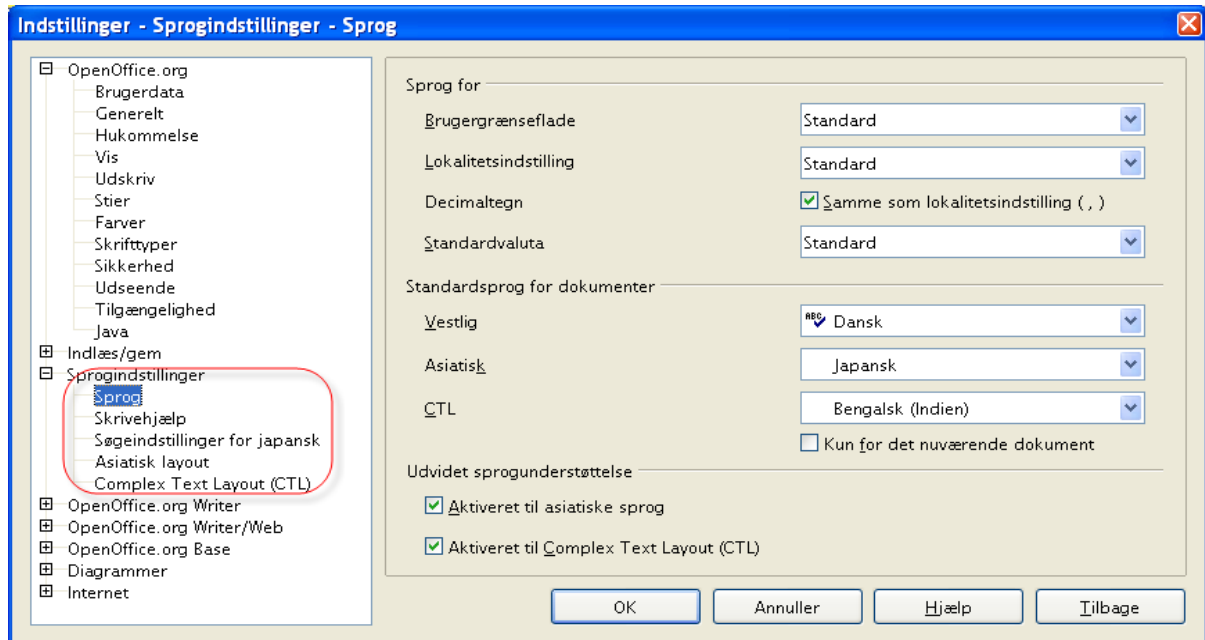 Indstillinger - Sprogindstillinger - Sprog
OpenOffice.org
Brugerdata
Generelt
Hukommelse
Vis
Udskriv
Stier
Farver
Skrifttyper
Sikkerhed
Udseende
Tilgængelighed
Java
Indlæs/gem
Sprogindstillinger
Sprog
Skrivehjælp
Søgeindstillinger for japansk
Asiatisk layout
Complex Text Layout (CTL)
OpenOffice.org Writer
OpenOffice.org Writer/Web
OpenOffice.org Base
Diagrammer
Internet
Sprog for
Brugergrænseflade Standard
Lokalitetsindstilling Standard
Decimaltegn Samme som lokalitetsindstilling ( , )
Standardvaluta Standard
Standardsprog for dokumenter
Vestlig ABC Dansk
Asiatisk Japansk
CTL Bengalsk (Indien)
Kun for det nuværende dokument
Udvidet sprogunderstøttelse
Aktiveret til asiatiske sprog
Aktiveret til Complex Text Layout (CTL)
OK Annuller Hjælp Tilbage